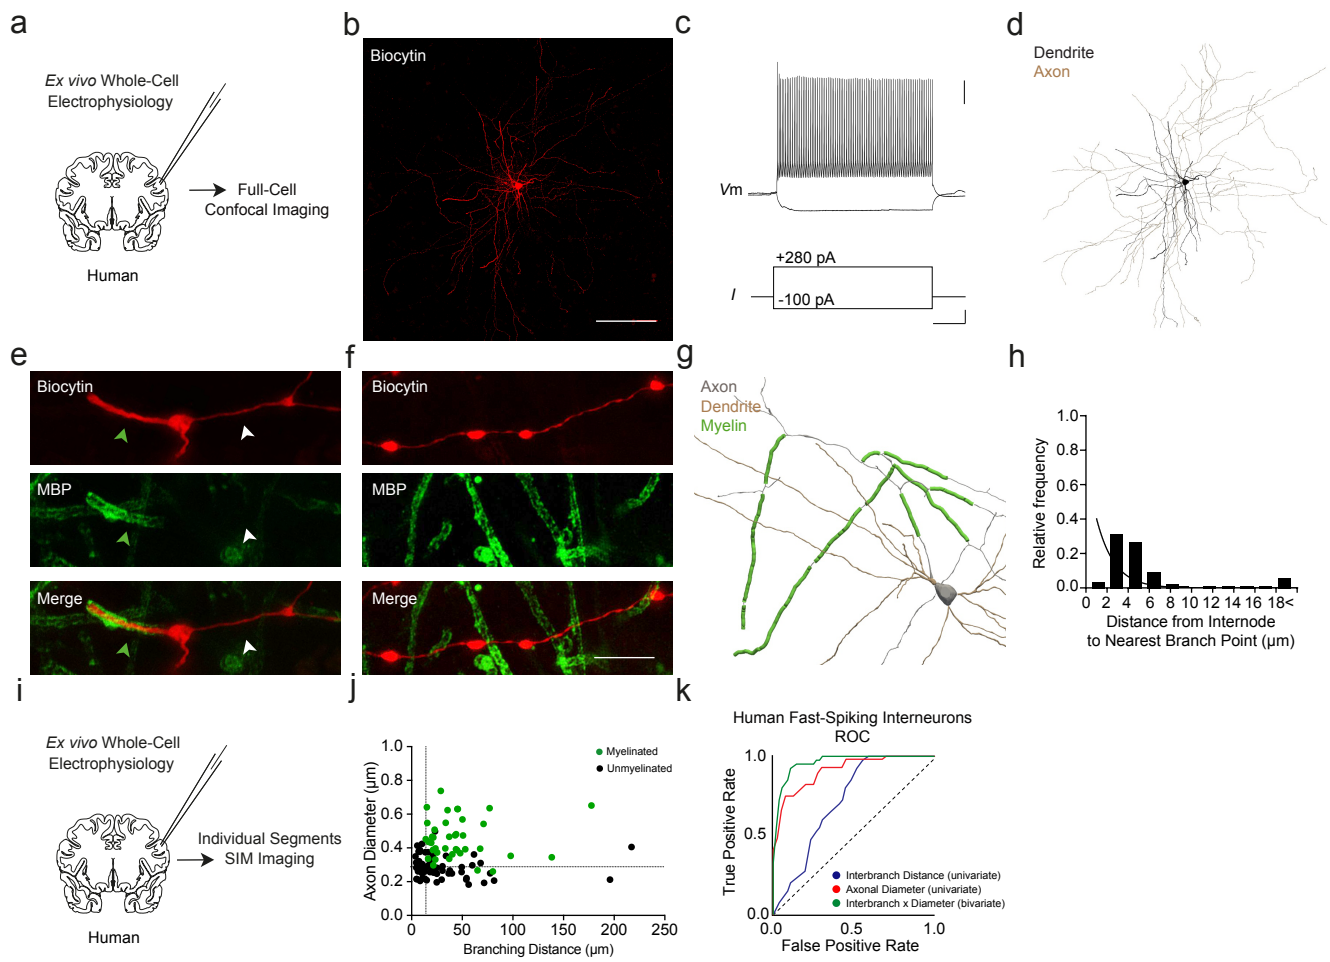 a
Ex vivo Whole-Cell
Electrophysiology
Full-Cell
Confocal Imaging
Human
b
Biocytin
c
Vm
+280 pA
I
-100 pA
d
Dendrite
Axon
e
Biocytin
MBP
Merge
f
Biocytin
MBP
Merge
g
Axon
Dendrite
Myelin
h
Relative frequency
1.0
0.8
0.6
0.4
0.2
0.0
0 2 4 6 8 10 12 14 16 18<
Distance from Internode
to Nearest Branch Point (µm)
i
Ex vivo Whole-Cell
Electrophysiology
Individual Segments
SIM Imaging
Human
j
Axon Diameter (µm)
1.0
0.8
0.6
0.4
0.2
0.0
Myelinated
Unmyelinated
0 50 100 150 200 250
Branching Distance (µm)
k
Human Fast-Spiking Interneurons
ROC
True Positive Rate
1.0
0.5
0.0
Interbranch Distance (univariate)
Axonal Diameter (univariate)
Interbranch x Diameter (bivariate)
0.0 1.0
False Positive Rate